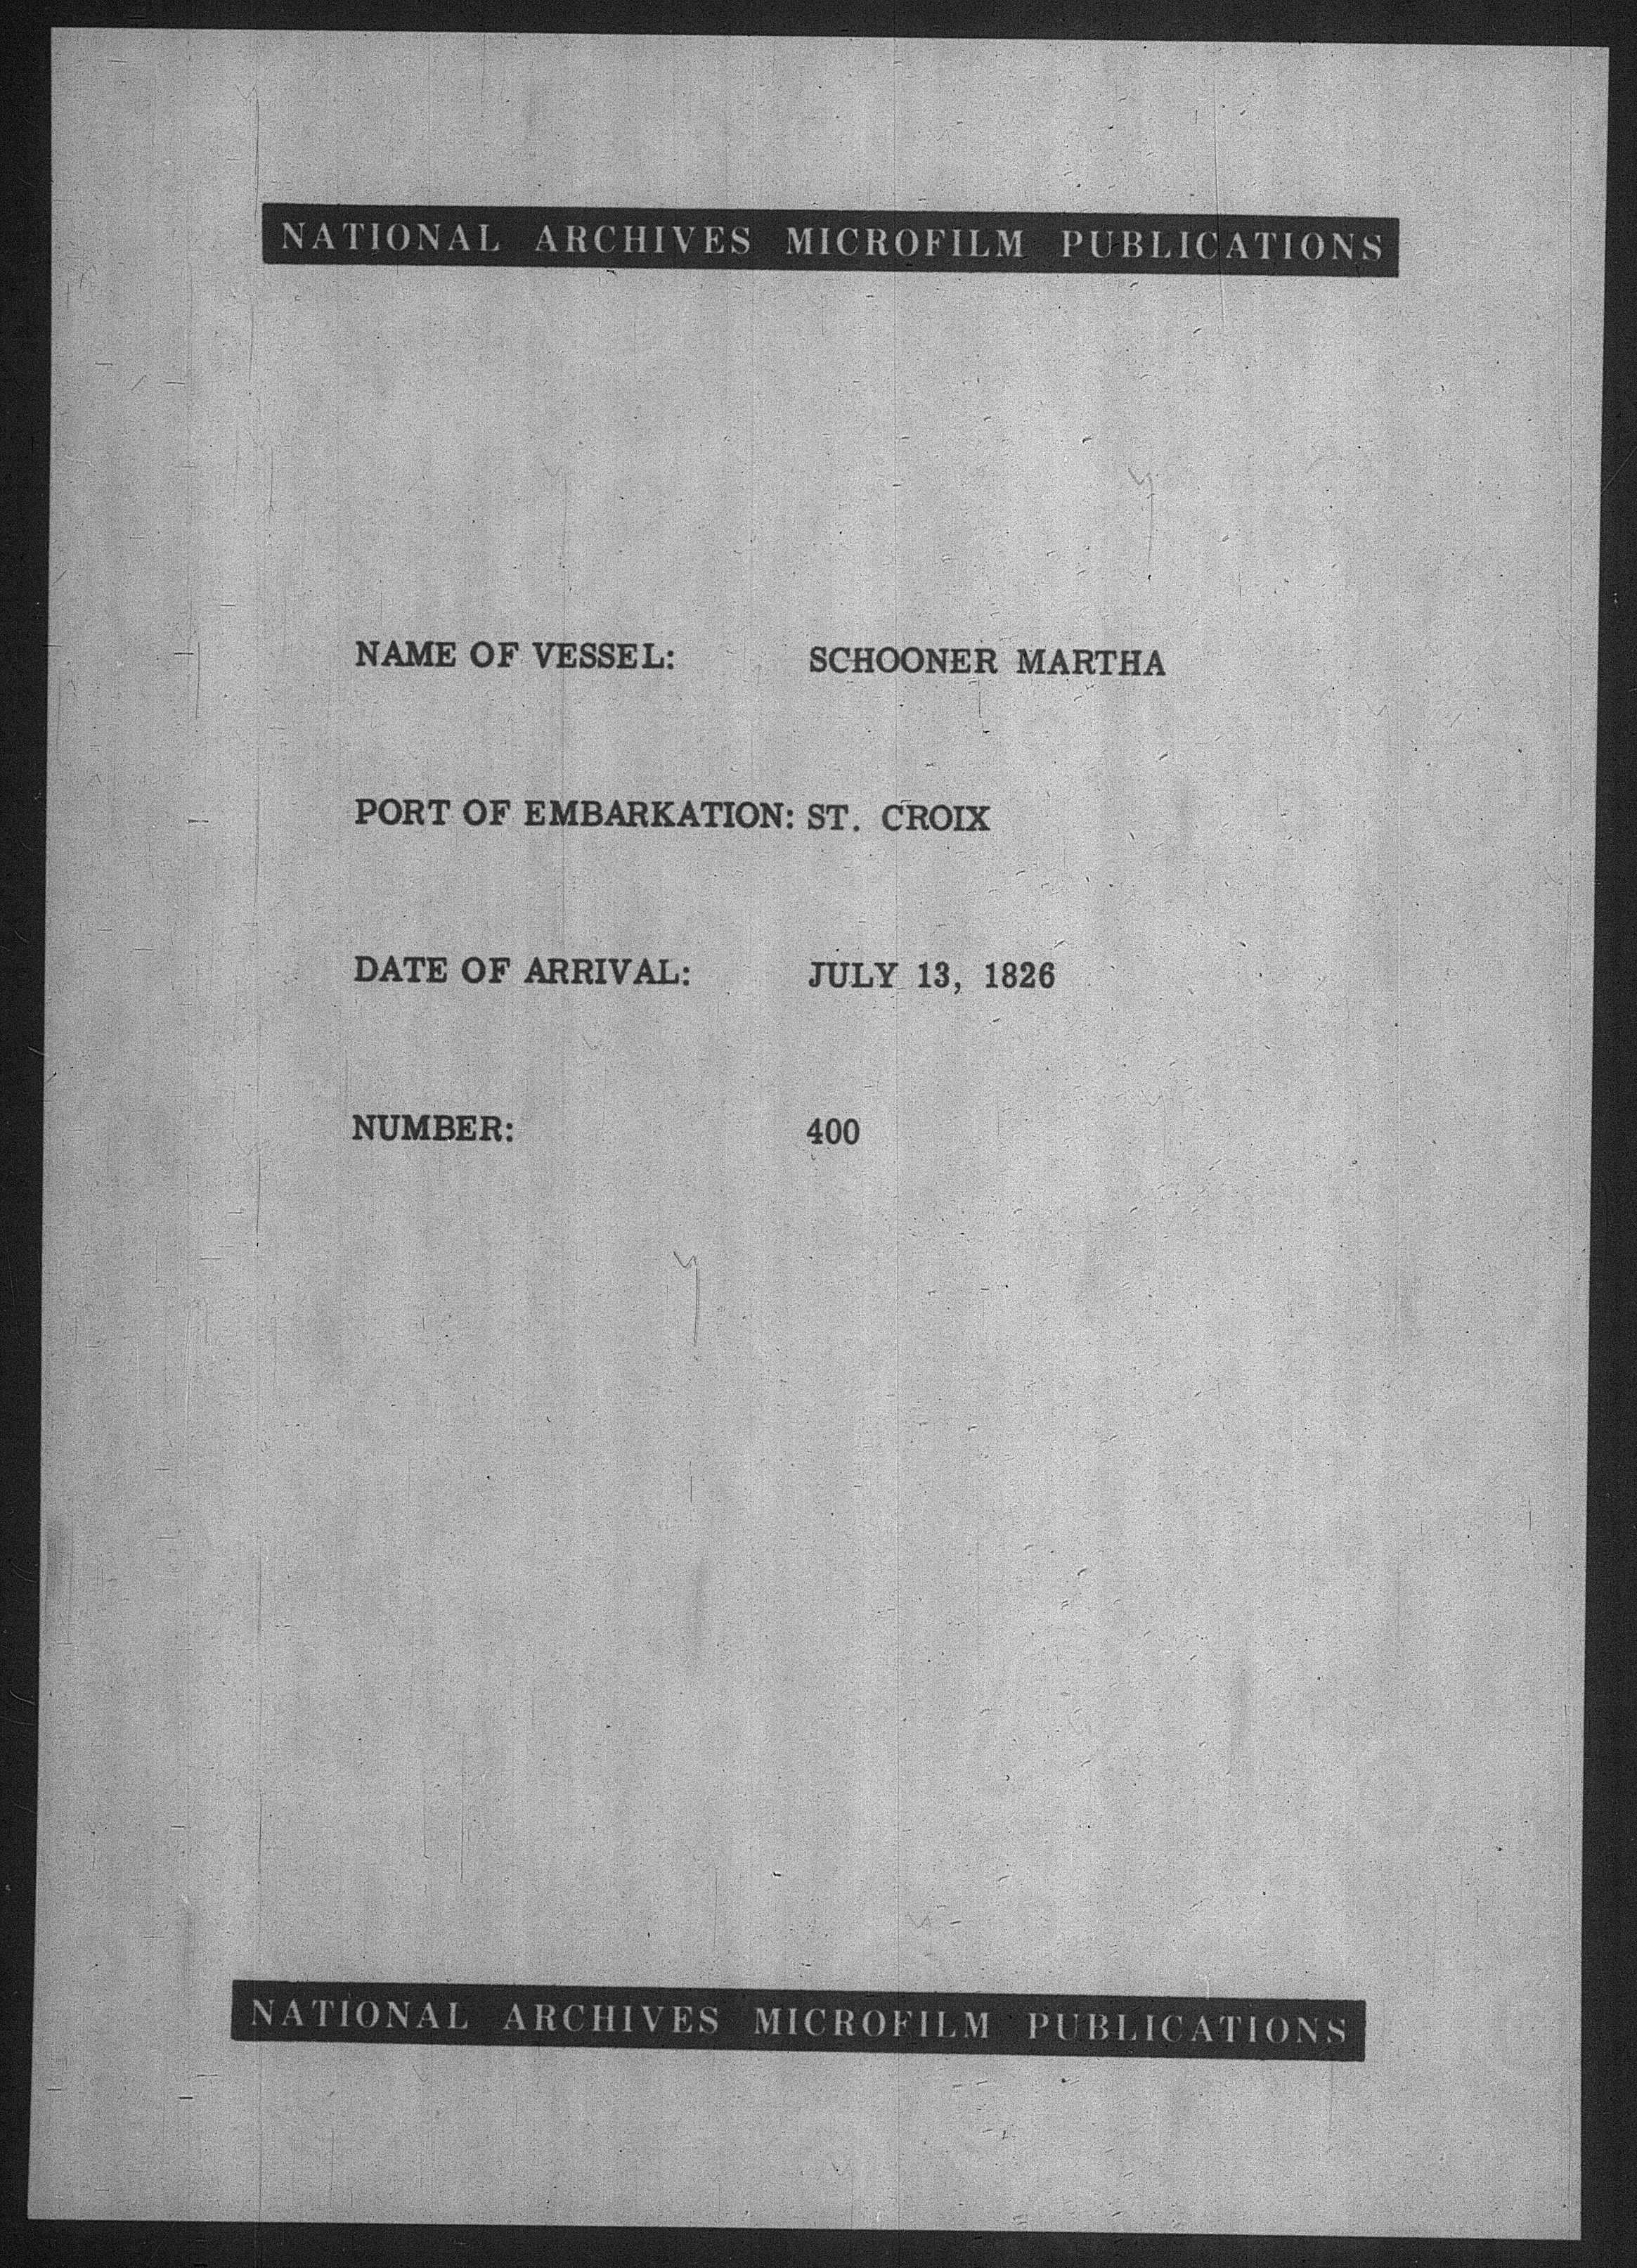 NATIONAL ARCHIVES MICROFILM PUBLICATIONS
NAME OF VESSEL: SCHOONER MARTHA
PORT OF EMBARKATION: ST. CROIX
DATE OF ARRIVAL: JULY 13, 1826
NUMBER: 400
NATIONAL ARCHIVES MICROFILM PUBLICATIONS